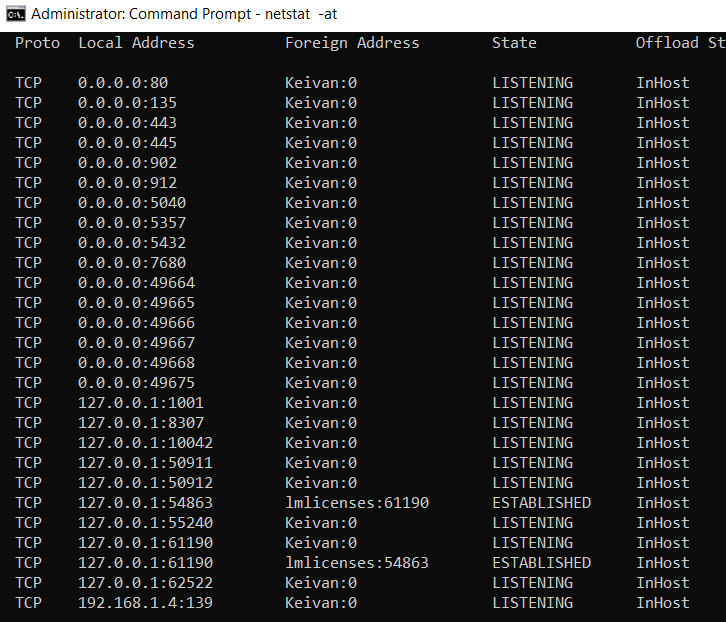 Administrator: Command Prompt - netstat -at
Proto Local Address Foreign Address State Offload St
TCP 0.0.0.0:80 Keivan:0 LISTENING InHost
TCP 0.0.0.0:135 Keivan:0 LISTENING InHost
TCP 0.0.0.0:443 Keivan:0 LISTENING InHost
TCP 0.0.0.0:445 Keivan:0 LISTENING InHost
TCP 0.0.0.0:902 Keivan:0 LISTENING InHost
TCP 0.0.0.0:912 Keivan:0 LISTENING InHost
TCP 0.0.0.0:5040 Keivan:0 LISTENING InHost
TCP 0.0.0.0:5357 Keivan:0 LISTENING InHost
TCP 0.0.0.0:5432 Keivan:0 LISTENING InHost
TCP 0.0.0.0:7680 Keivan:0 LISTENING InHost
TCP 0.0.0.0:49664 Keivan:0 LISTENING InHost
TCP 0.0.0.0:49665 Keivan:0 LISTENING InHost
TCP 0.0.0.0:49666 Keivan:0 LISTENING InHost
TCP 0.0.0.0:49667 Keivan:0 LISTENING InHost
TCP 0.0.0.0:49668 Keivan:0 LISTENING InHost
TCP 0.0.0.0:49675 Keivan:0 LISTENING InHost
TCP 127.0.0.1:1001 Keivan:0 LISTENING InHost
TCP 127.0.0.1:8307 Keivan:0 LISTENING InHost
TCP 127.0.0.1:10042 Keivan:0 LISTENING InHost
TCP 127.0.0.1:50911 Keivan:0 LISTENING InHost
TCP 127.0.0.1:50912 Keivan:0 LISTENING InHost
TCP 127.0.0.1:54863 lmlicenses:61190 ESTABLISHED InHost
TCP 127.0.0.1:55240 Keivan:0 LISTENING InHost
TCP 127.0.0.1:61190 Keivan:0 LISTENING InHost
TCP 127.0.0.1:61190 lmlicenses:54863 ESTABLISHED InHost
TCP 127.0.0.1:62522 Keivan:0 LISTENING InHost
TCP 192.168.1.4:139 Keivan:0 LISTENING InHost